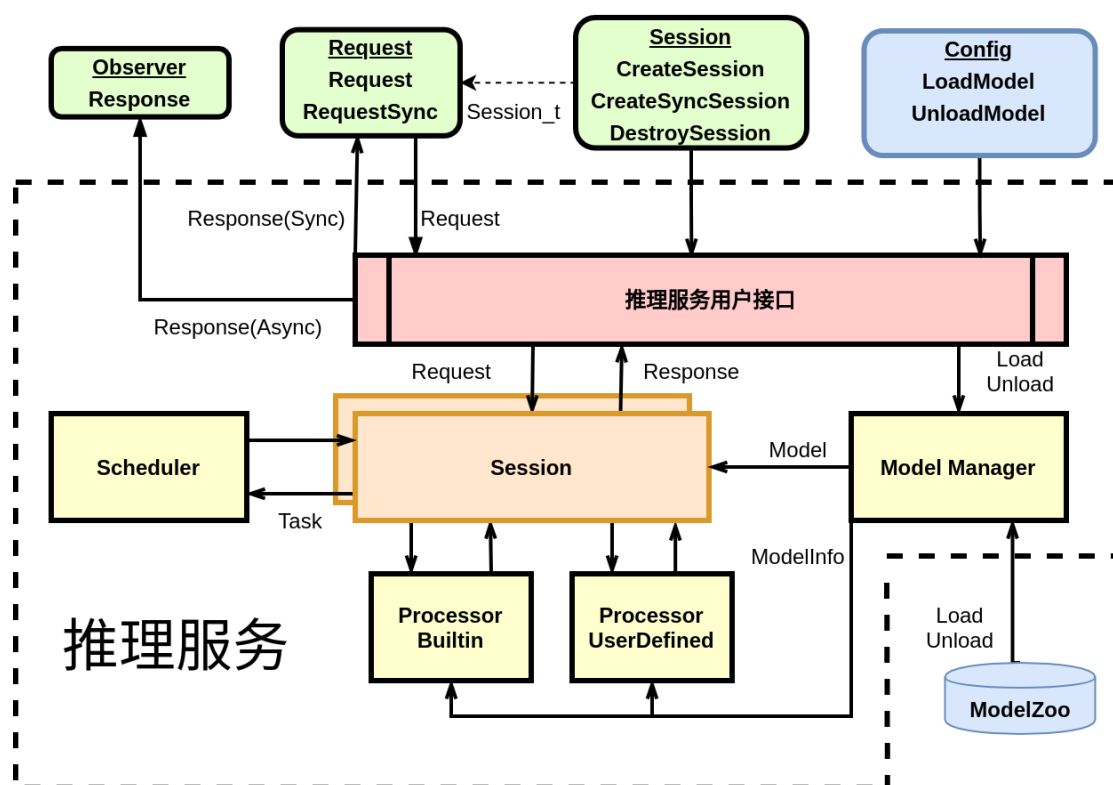 Observer
Response
Request
Request
RequestSync
Session_t
Session
CreateSession
CreateSyncSession
DestroySession
Config
LoadModel
UnloadModel
Response(Sync)
Request
Response(Async)
推理服务用户接口
Request
Response
Load
Unload
Scheduler
Task
Session
Model
Model Manager
ModelInfo
Processor
Builtin
Processor
UserDefined
推理服务
Load
Unload
ModelZoo